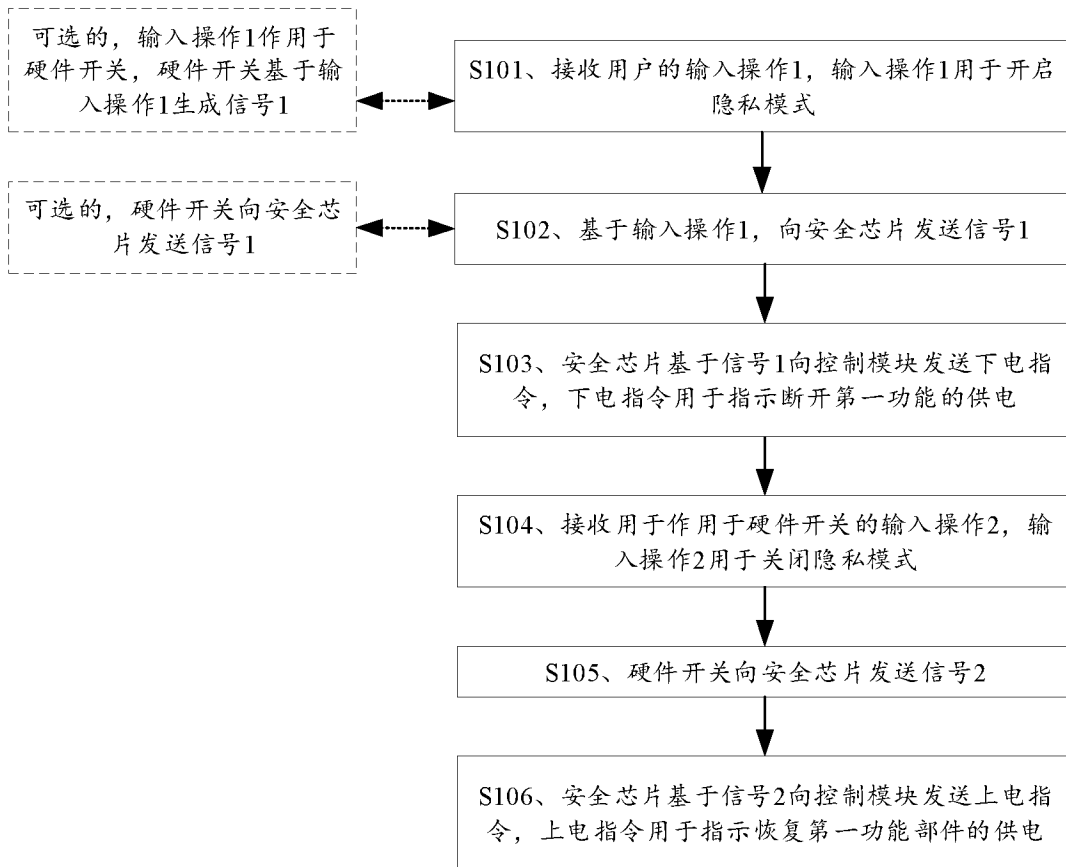 可选的，输入操作1作用于
硬件开关，硬件开关基于输
入操作1生成信号1
S101、接收用户的输入操作1，输入操作1用于开启
隐私模式
可选的，硬件开关向安全芯
片发送信号1
S102、基于输入操作1，向安全芯片发送信号1
S103、安全芯片基于信号1向控制模块发送下电指
令，下电指令用于指示断开第一功能的供电
S104、接收用于作用于硬件开关的输入操作2，输
入操作2用于关闭隐私模式
S105、硬件开关向安全芯片发送信号2
S106、安全芯片基于信号2向控制模块发送上电指
令，上电指令用于指示恢复第一功能部件的供电